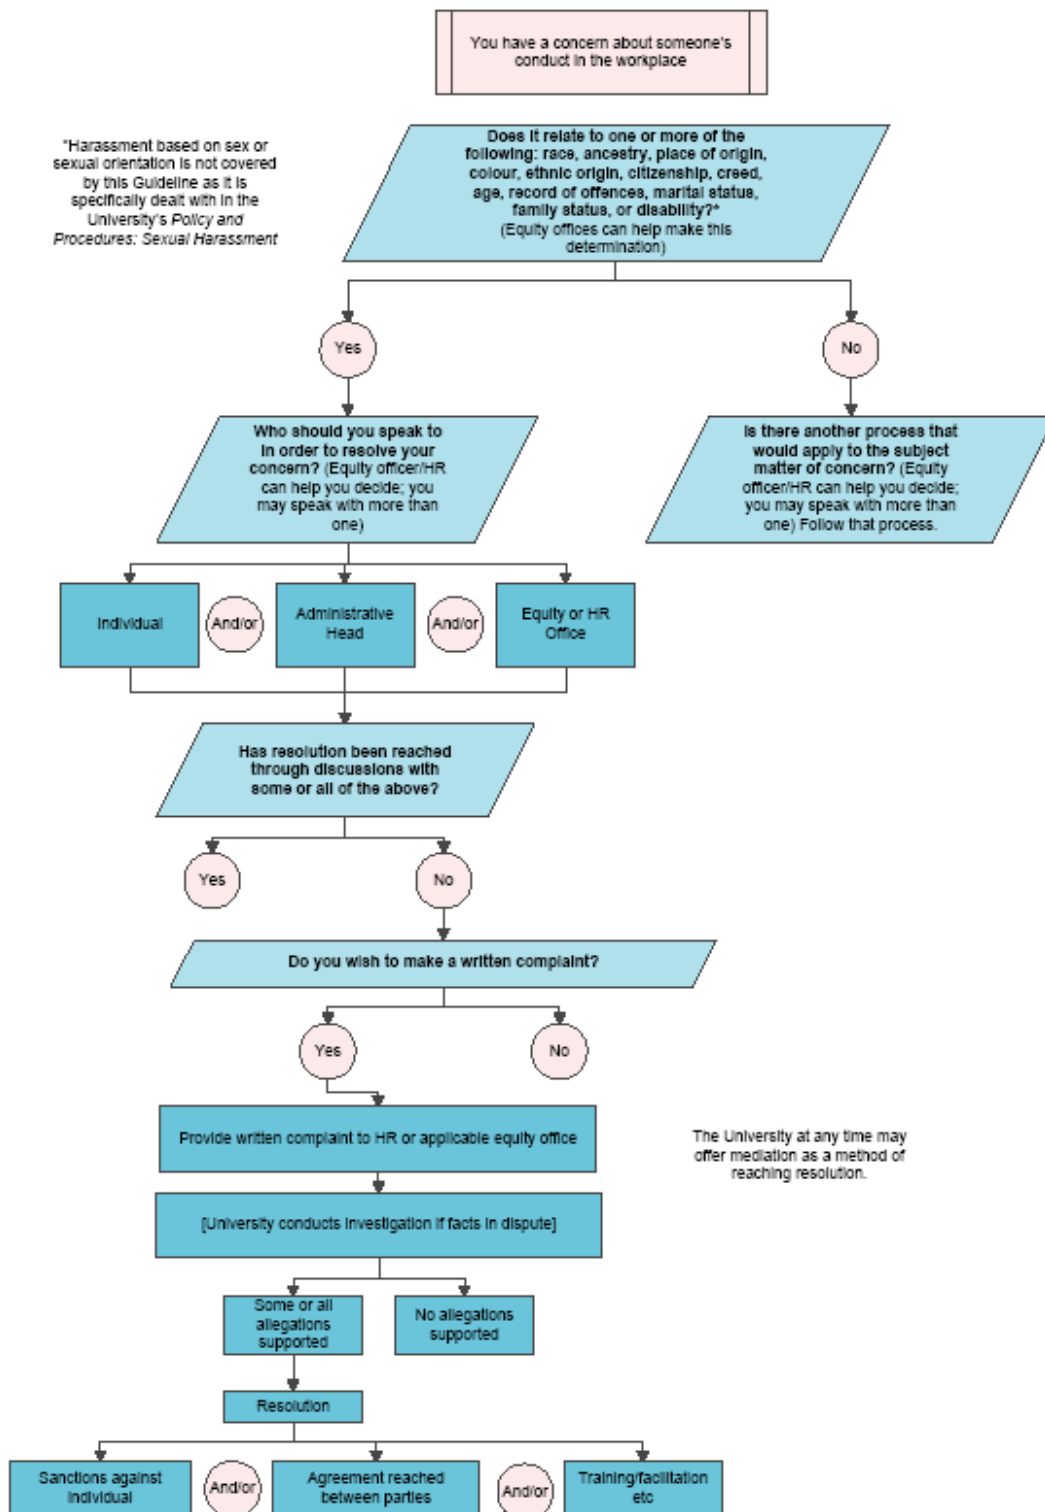 You have a concern about someone's
conduct in the workplace
"Harassment based on sex or
sexual orientation is not covered
by this Guideline as it is
specifically dealt with in the
University's Policy and
Procedures: Sexual Harassment
Does it relate to one or more of the
following: race, ancestry, place of origin,
colour, ethnic origin, citizenship, creed,
age, record of offences, marital status,
family status, or disability?*
(Equity offices can help make this
determination)
Yes
No
Who should you speak to
in order to resolve your
concern? (Equity officer/HR
can help you decide; you
may speak with more than
one)
Is there another process that
would apply to the subject
matter of concern? (Equity
officer/HR can help you decide;
you may speak with more than
one) Follow that process.
Individual
And/or
Administrative
Head
And/or
Equity or HR
Office
Has resolution been reached
through discussions with
some or all of the above?
Yes
No
Do you wish to make a written complaint?
Yes
No
Provide written complaint to HR or applicable equity office
The University at any time may
offer mediation as a method of
reaching resolution.
[University conducts investigation if facts in dispute]
Some or all
allegations
supported
No allegations
supported
Resolution
Sanctions against
individual
And/or
Agreement reached
between parties
And/or
Training/facilitation
etc